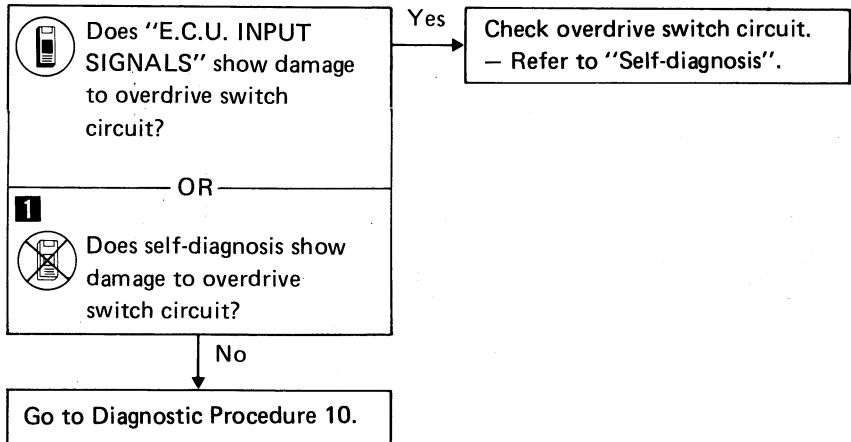 Does "E.C.U. INPUT
SIGNALS" show damage
to overdrive switch
circuit?
Yes
Check overdrive switch circuit.
— Refer to "Self-diagnosis".
OR
1
Does self-diagnosis show
damage to overdrive
switch circuit?
No
Go to Diagnostic Procedure 10.